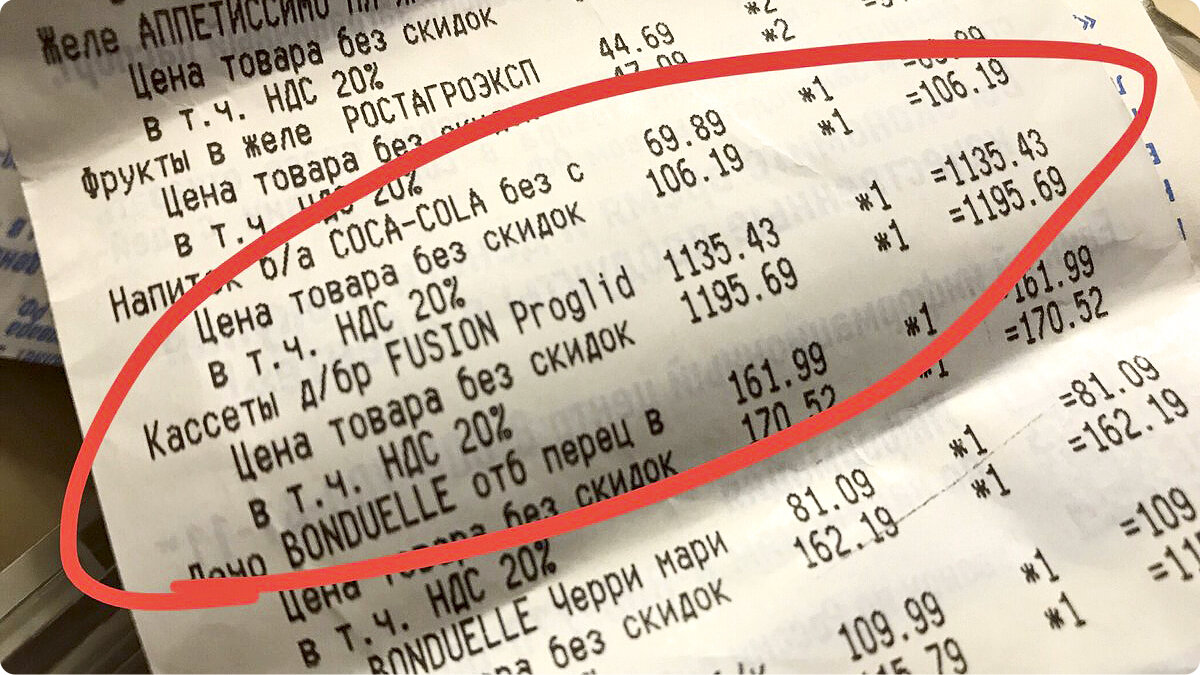 Желе АППЕТИССИМО
Цена товара без скидок *2
в т.ч. НДС 20% 44.69 *2
Фрукты в желе РОСТАГРОЭКСП
Цена товара без
в т.ч. НДС 20%
Напиток б/а COCA-COLA без с 69.89 *1
Цена товара без скидок 106.19 *1 =106.19
в т.ч. НДС 20%
Кассеты д/бр FUSION Proglid 1135.43 *1 =1135.43
Цена товара без скидок 1195.69 *1 =1195.69
в т.ч. НДС 20%
BONDUELLE отб перец в 161.99 *1 161.99
Цена товара без скидок 170.52 *1 =170.52
в т.ч. НДС 20%
BONDUELLE Черри мари 81.09 *1 =81.09
без скидок 162.19 *1 =162.19
109.99 *1 =109
*1